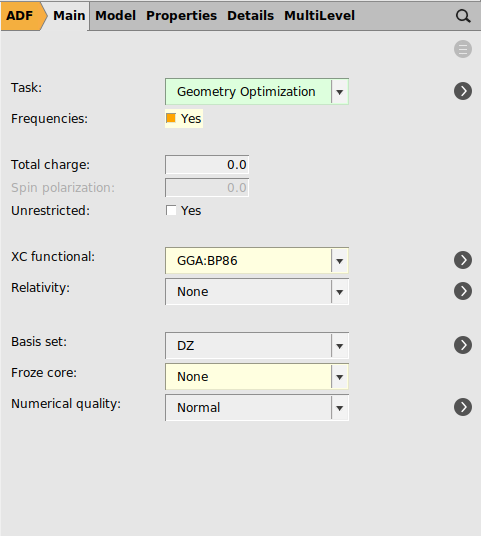 ADF Main Model Properties Details MultiLevel
Task: Geometry Optimization
Frequencies: Yes
Total charge: 0.0
Spin polarization: 0.0
Unrestricted: Yes
XC functional: GGA:BP86
Relativity: None
Basis set: DZ
Froze core: None
Numerical quality: Normal